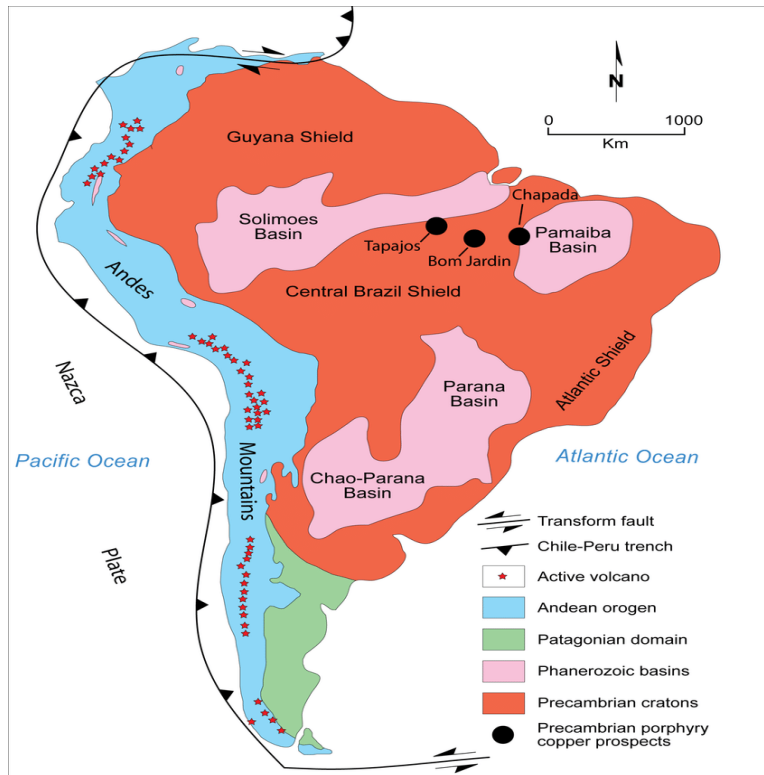 N
0
1000
Km
Guyana Shield
Solimoes
Basin
Chapada
Tapajos
Pamaiba
Basin
Bom Jardin
Central Brazil Shield
Andes
Atlantic Shield
Parana
Basin
Nazca
Pacific Ocean
Mountains
Chao-Parana
Basin
Atlantic Ocean
Plate
Transform fault
Chile-Peru trench
Active volcano
Andean orogen
Patagonian domain
Phanerozoic basins
Precambrian cratons
Precambrian porphyry
copper prospects